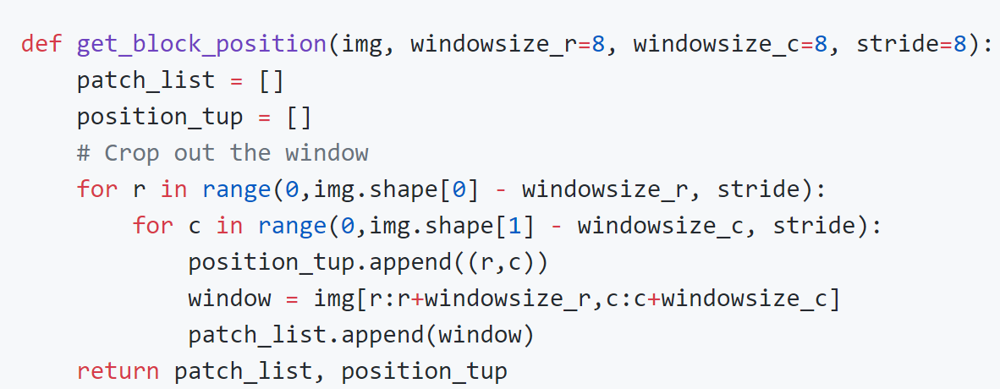 def get_block_position(img, windowsize_r=8, windowsize_c=8, stride=8):
    patch_list = []
    position_tup = []
    # Crop out the window
    for r in range(0,img.shape[0] - windowsize_r, stride):
        for c in range(0,img.shape[1] - windowsize_c, stride):
            position_tup.append((r,c))
            window = img[r:r+windowsize_r,c:c+windowsize_c]
            patch_list.append(window)
    return patch_list, position_tup